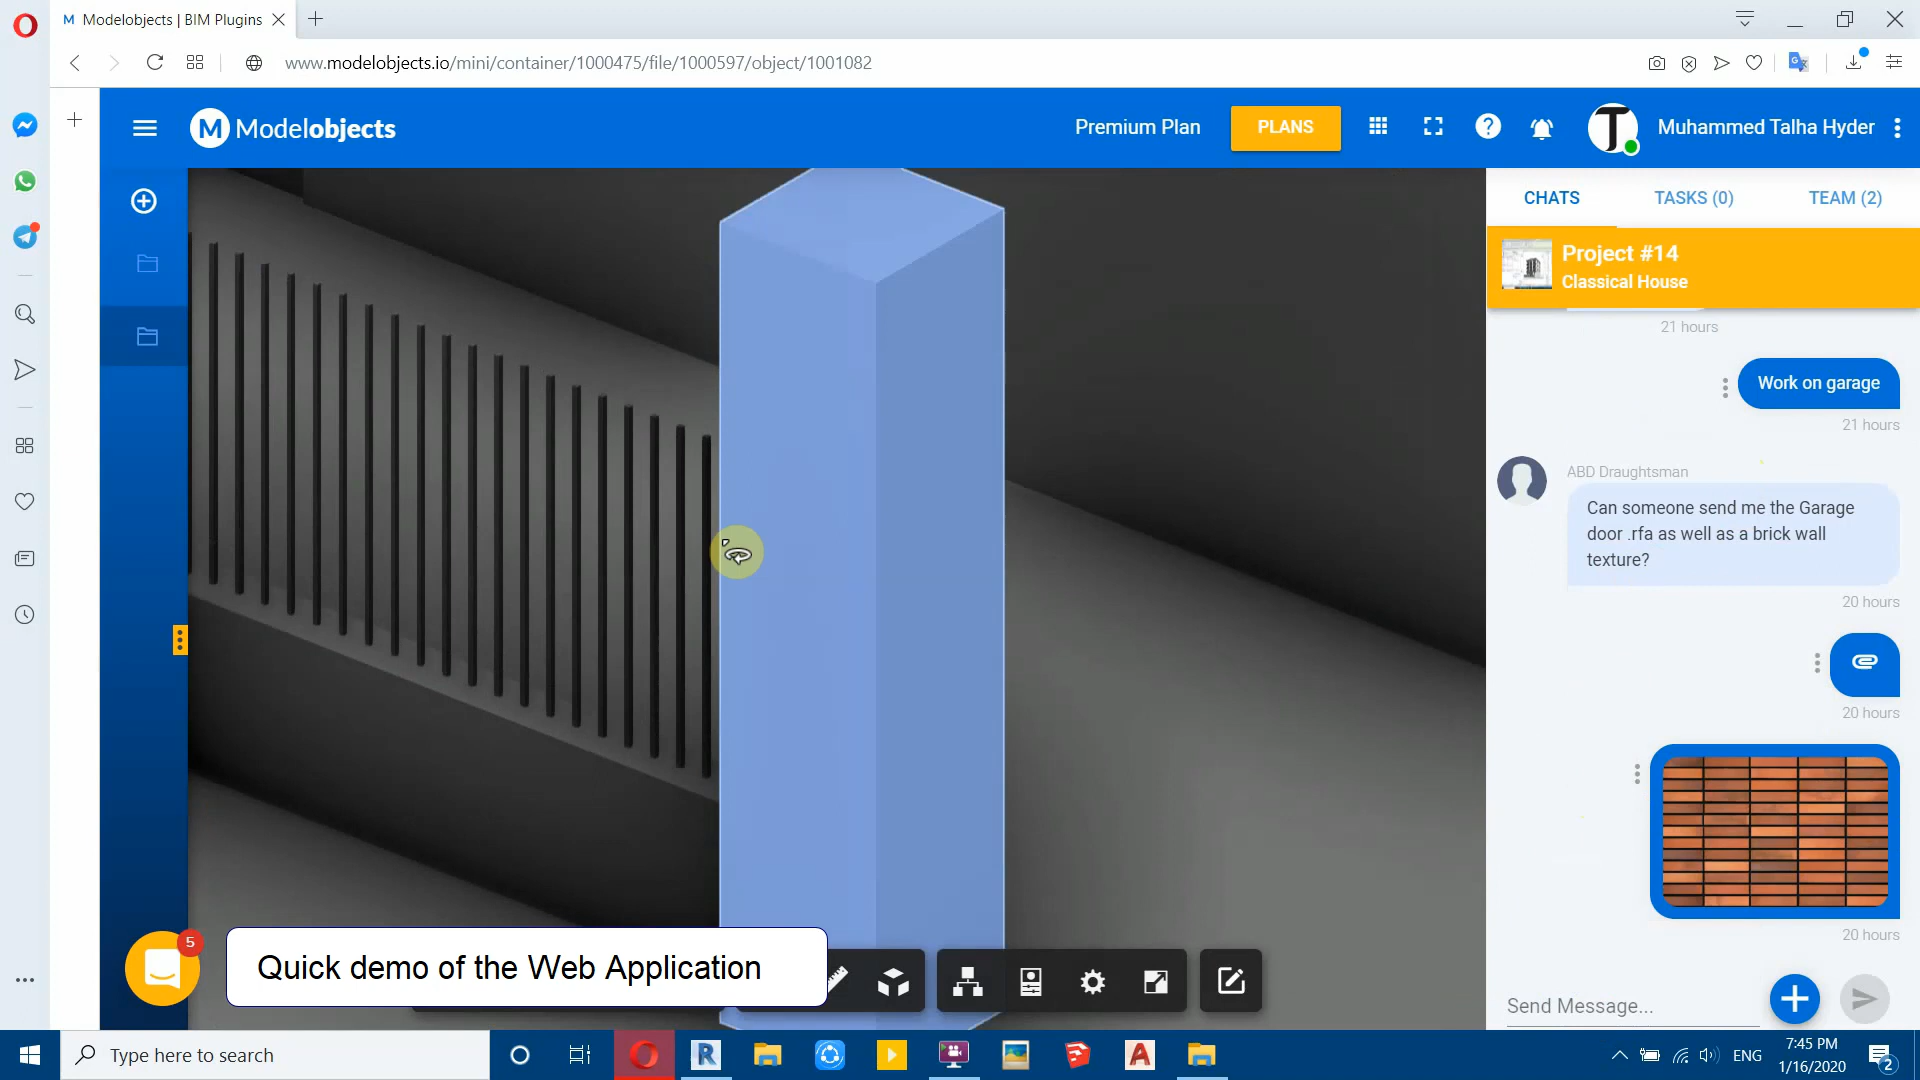 Modelobjects | BIM Plugins
www.modelobjects.io/mini/container/1000475/file/1000597/object/1001082
M Modelobjects
Premium Plan
PLANS
Muhammed Talha Hyder
CHATS
TASKS (0)
TEAM (2)
Project #14
Classical House
21 hours
Work on garage
21 hours
ABD Draughtsman
Can someone send me the Garage
door .rfa as well as a brick wall
texture?
20 hours
20 hours
20 hours
5
Quick demo of the Web Application
Send Message...
Type here to search
ENG
7:45 PM
1/16/2020
2